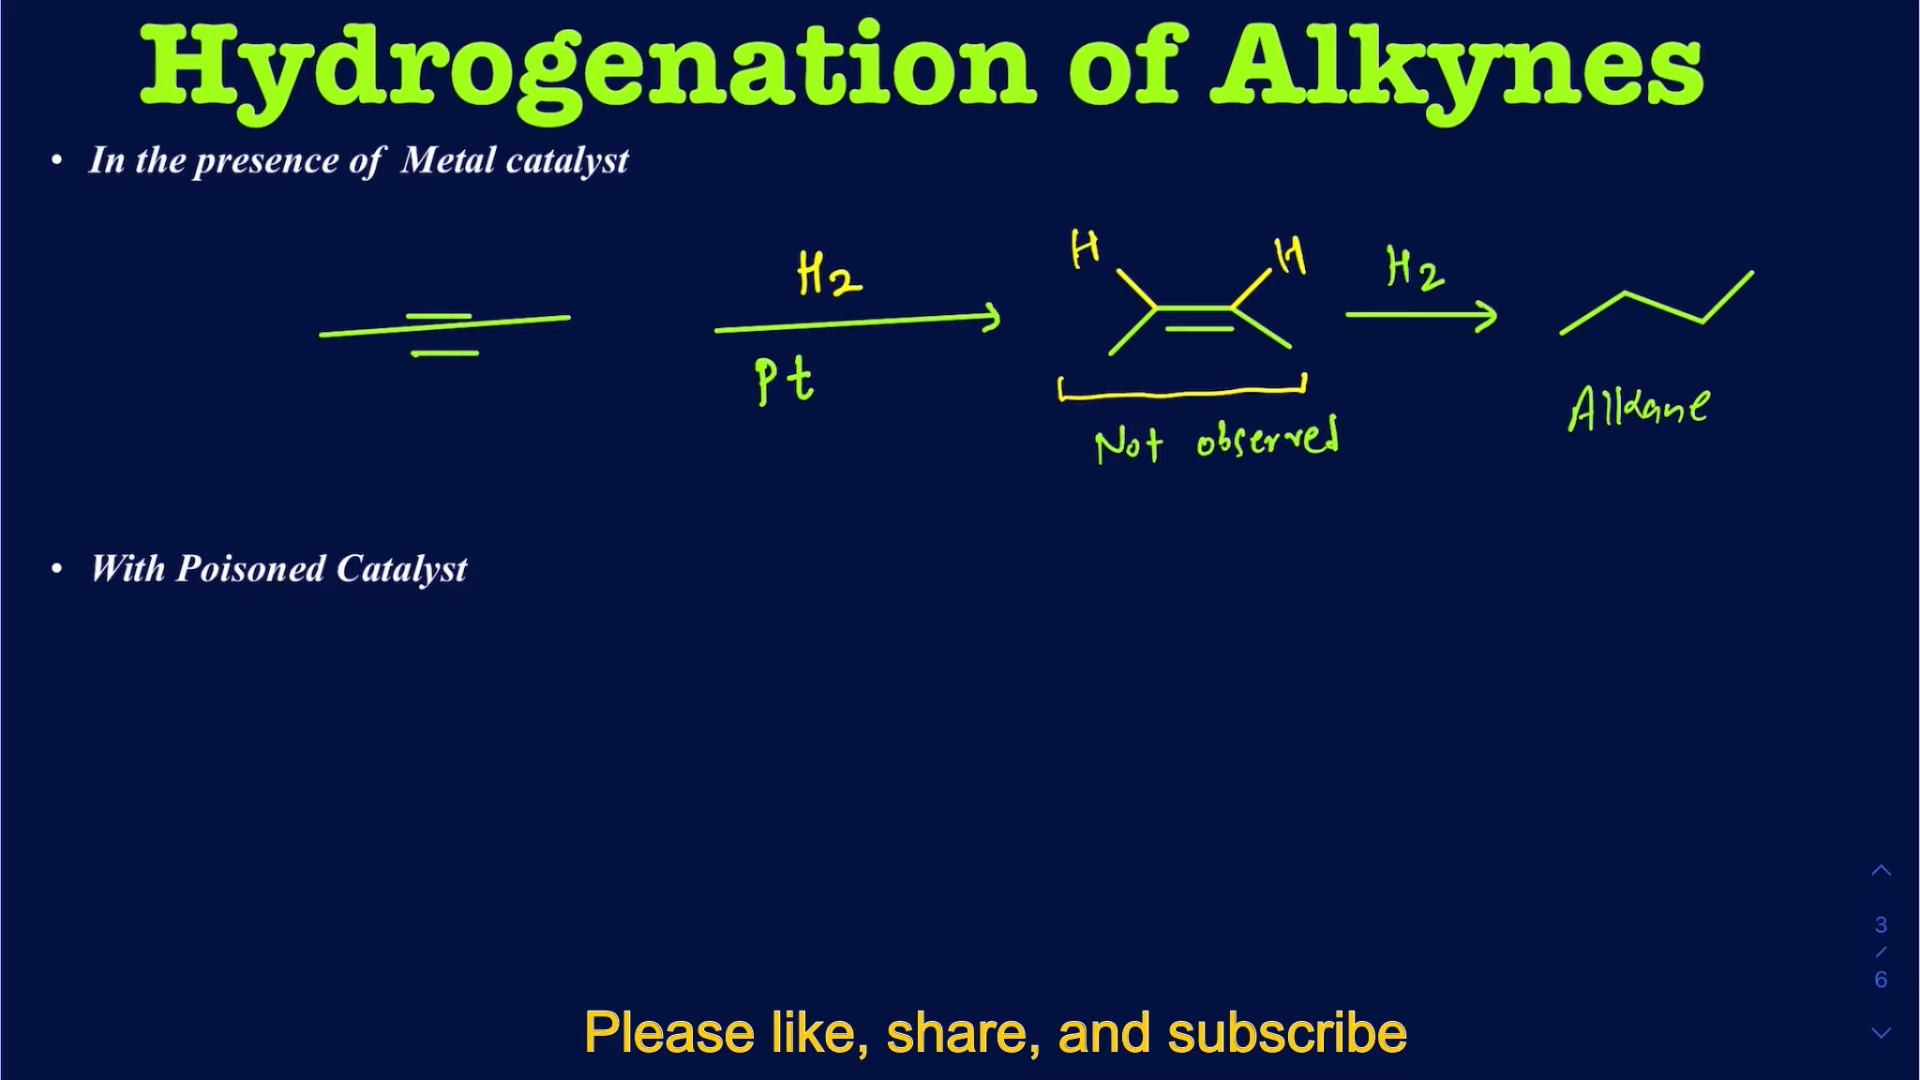 Hydrogenation of Alkynes
• In the presence of Metal catalyst
H H
H2 H2
Pt
Alkane
Not observed
• With Poisoned Catalyst
3
/
6
Please like, share, and subscribe